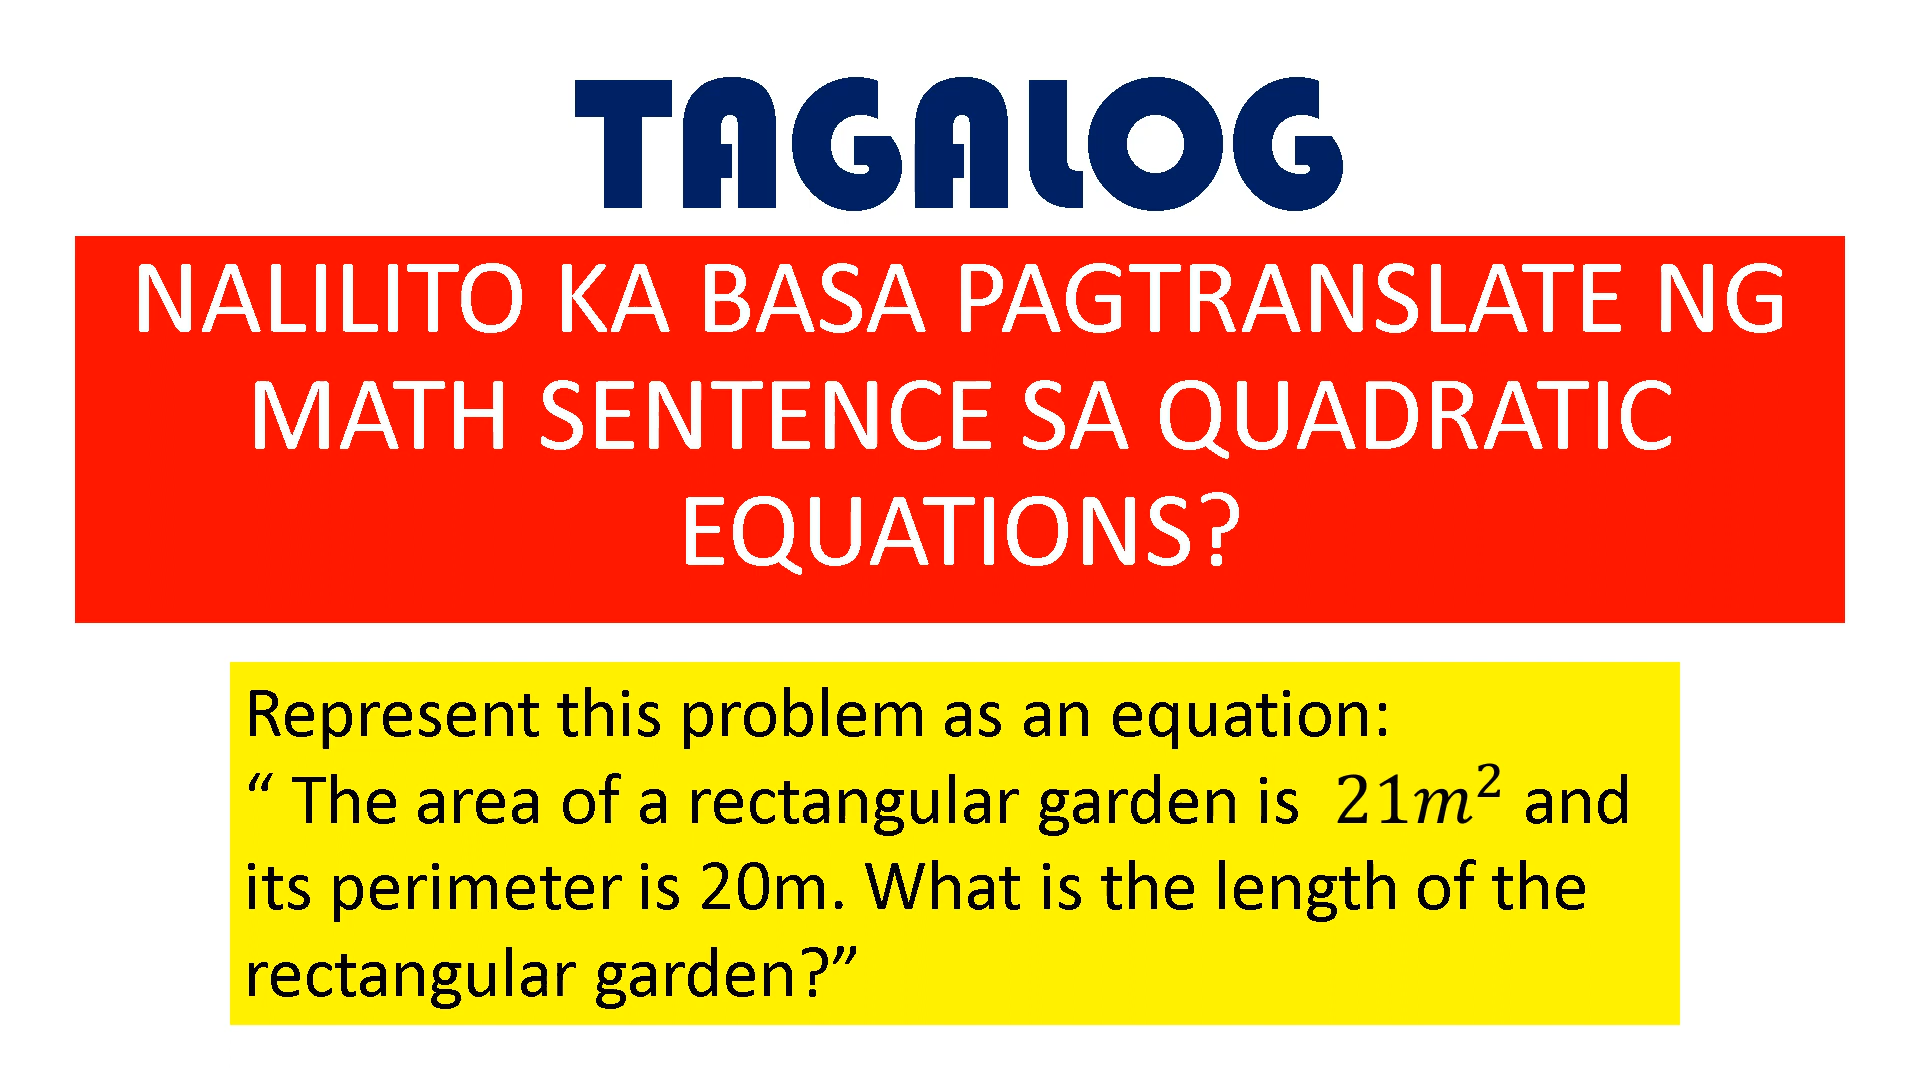 TAGALOG
NALILITO KA BASA PAGTRANSLATE NG
MATH SENTENCE SA QUADRATIC
EQUATIONS?
Represent this problem as an equation:
“ The area of a rectangular garden is 21m² and
its perimeter is 20m. What is the length of the
rectangular garden?”